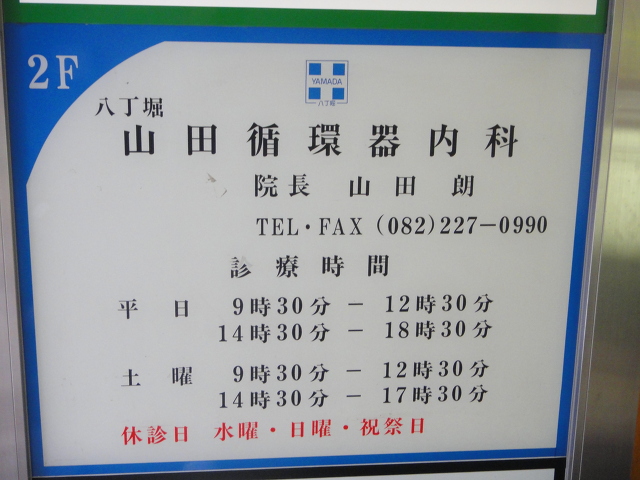 2F
YAMADA
八丁堀
八丁堀
山田循環器内科
院長 山田 朗
TEL・FAX (082)227-0990
診療時間
平日 9時30分 - 12時30分
14時30分 - 18時30分
土曜 9時30分 - 12時30分
14時30分 - 17時30分
休診日 水曜・日曜・祝祭日